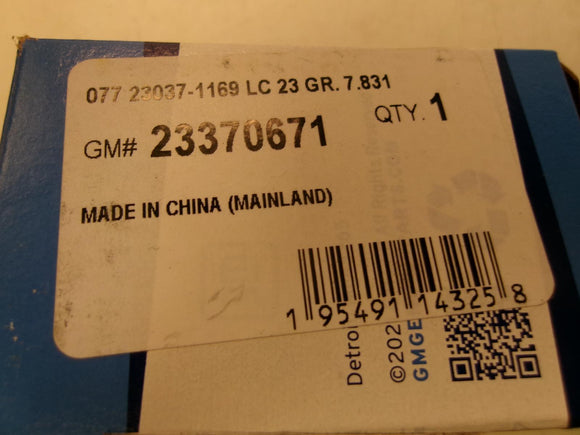 077 23037-1169 LC 23 GR. 7.831
GM# 23370671 QTY. 1
MADE IN CHINA (MAINLAND)
1 95491 14325 8
Detro
©202
GMGE